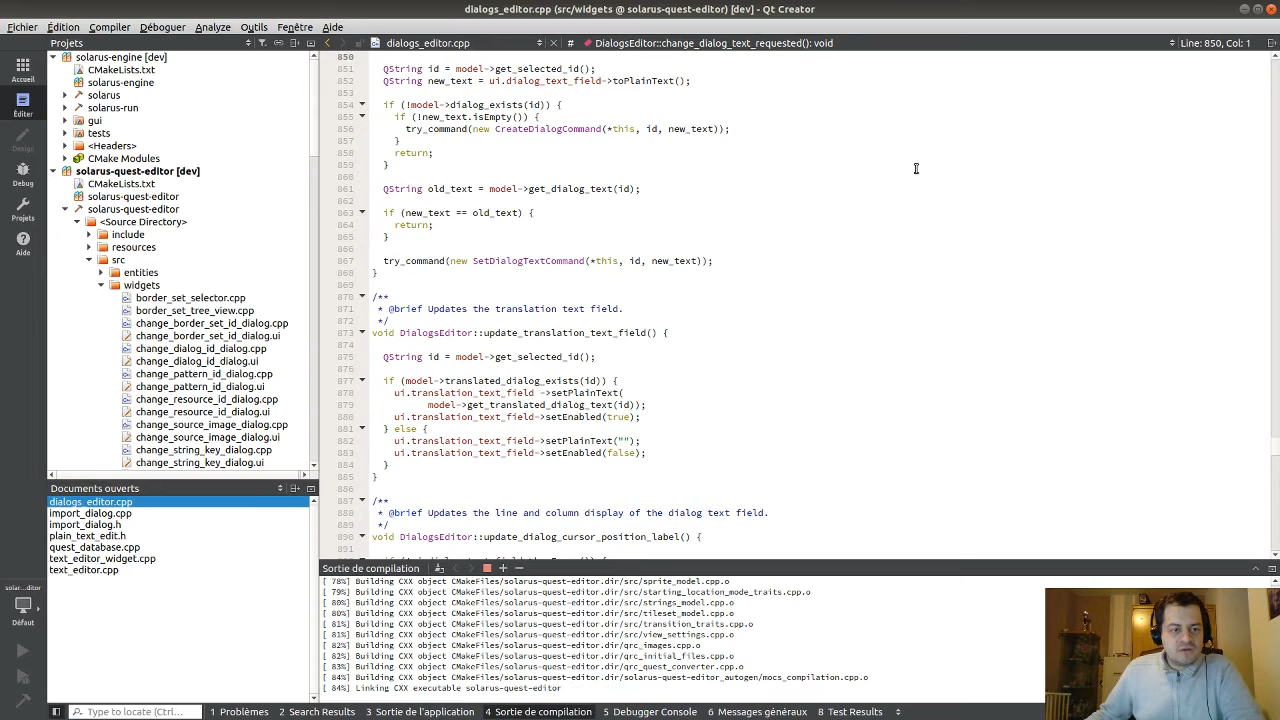 dialogs_editor.cpp (src/widgets @ solarus-quest-editor) [dev] - Qt Creator
Fichier Édition Compiler Déboguer Analyze Outils Fenêtre Aide
Projets
dialogs_editor.cpp
# DialogsEditor::change_dialog_text_requested(): void
Line: 850, Col: 1
Accueil
Éditer
Design
Debug
Projets
Aide
solar...ditor
Défaut
solarus-engine [dev]
CMakeLists.txt
solarus-engine
solarus
solarus-run
gui
tests
<Headers>
CMake Modules
solarus-quest-editor [dev]
CMakeLists.txt
solarus-quest-editor
solarus-quest-editor
<Source Directory>
include
resources
src
entities
widgets
border_set_selector.cpp
border_set_tree_view.cpp
change_border_set_id_dialog.cpp
change_border_set_id_dialog.ui
change_dialog_id_dialog.cpp
change_dialog_id_dialog.ui
change_pattern_id_dialog.cpp
change_pattern_id_dialog.ui
change_resource_id_dialog.cpp
change_resource_id_dialog.ui
change_source_image_dialog.cpp
change_source_image_dialog.ui
change_string_key_dialog.cpp
change_string_key_dialog.ui
Documents ouverts
dialogs_editor.cpp
import_dialog.cpp
import_dialog.h
plain_text_edit.h
quest_database.cpp
text_editor_widget.cpp
text_editor.cpp
850
851 QString id = model->get_selected_id();
852 QString new_text = ui.dialog_text_field->toPlainText();
853
854 if (!model->dialog_exists(id)) {
855 if (!new_text.isEmpty()) {
856 try_command(new CreateDialogCommand(*this, id, new_text));
857 }
858 return;
859 }
860
861 QString old_text = model->get_dialog_text(id);
862
863 if (new_text == old_text) {
864 return;
865 }
866
867 try_command(new SetDialogTextCommand(*this, id, new_text));
868 }
869
870 /**
871 * @brief Updates the translation text field.
872 */
873 void DialogsEditor::update_translation_text_field() {
874
875 QString id = model->get_selected_id();
876
877 if (model->translated_dialog_exists(id)) {
878 ui.translation_text_field ->setPlainText(
879 model->get_translated_dialog_text(id));
880 ui.translation_text_field->setEnabled(true);
881 } else {
882 ui.translation_text_field->setPlainText("");
883 ui.translation_text_field->setEnabled(false);
884 }
885 }
886
887 /**
888 * @brief Updates the line and column display of the dialog text field.
889 */
890 void DialogsEditor::update_dialog_cursor_position_label() {
891
Sortie de compilation
[ 78%] Building CXX object CMakeFiles/solarus-quest-editor.dir/src/sprite_model.cpp.o
[ 79%] Building CXX object CMakeFiles/solarus-quest-editor.dir/src/starting_location_mode_traits.cpp.o
[ 80%] Building CXX object CMakeFiles/solarus-quest-editor.dir/src/strings_model.cpp.o
[ 80%] Building CXX object CMakeFiles/solarus-quest-editor.dir/src/tileset_model.cpp.o
[ 81%] Building CXX object CMakeFiles/solarus-quest-editor.dir/src/transition_traits.cpp.o
[ 81%] Building CXX object CMakeFiles/solarus-quest-editor.dir/src/view_settings.cpp.o
[ 82%] Building CXX object CMakeFiles/solarus-quest-editor.dir/qrc_images.cpp.o
[ 82%] Building CXX object CMakeFiles/solarus-quest-editor.dir/qrc_initial_files.cpp.o
[ 83%] Building CXX object CMakeFiles/solarus-quest-editor.dir/qrc_quest_converter.cpp.o
[ 84%] Building CXX object CMakeFiles/solarus-quest-editor.dir/solarus-quest-editor_autogen/mocs_compilation.cpp.o
[ 84%] Linking CXX executable solarus-quest-editor
Type to locate (Ctrl+...) 1 Problèmes 2 Search Results 3 Sortie de l'application 4 Sortie de compilation 5 Debugger Console 6 Messages généraux 8 Test Results